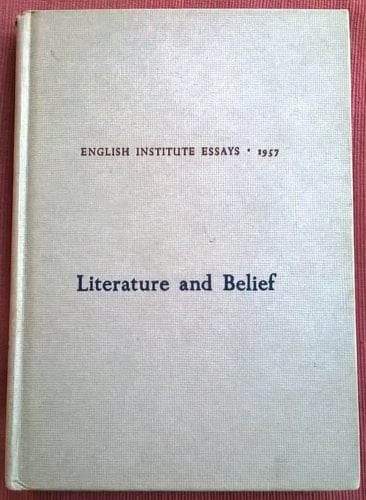 ENGLISH INSTITUTE ESSAYS · 1957
Literature and Belief